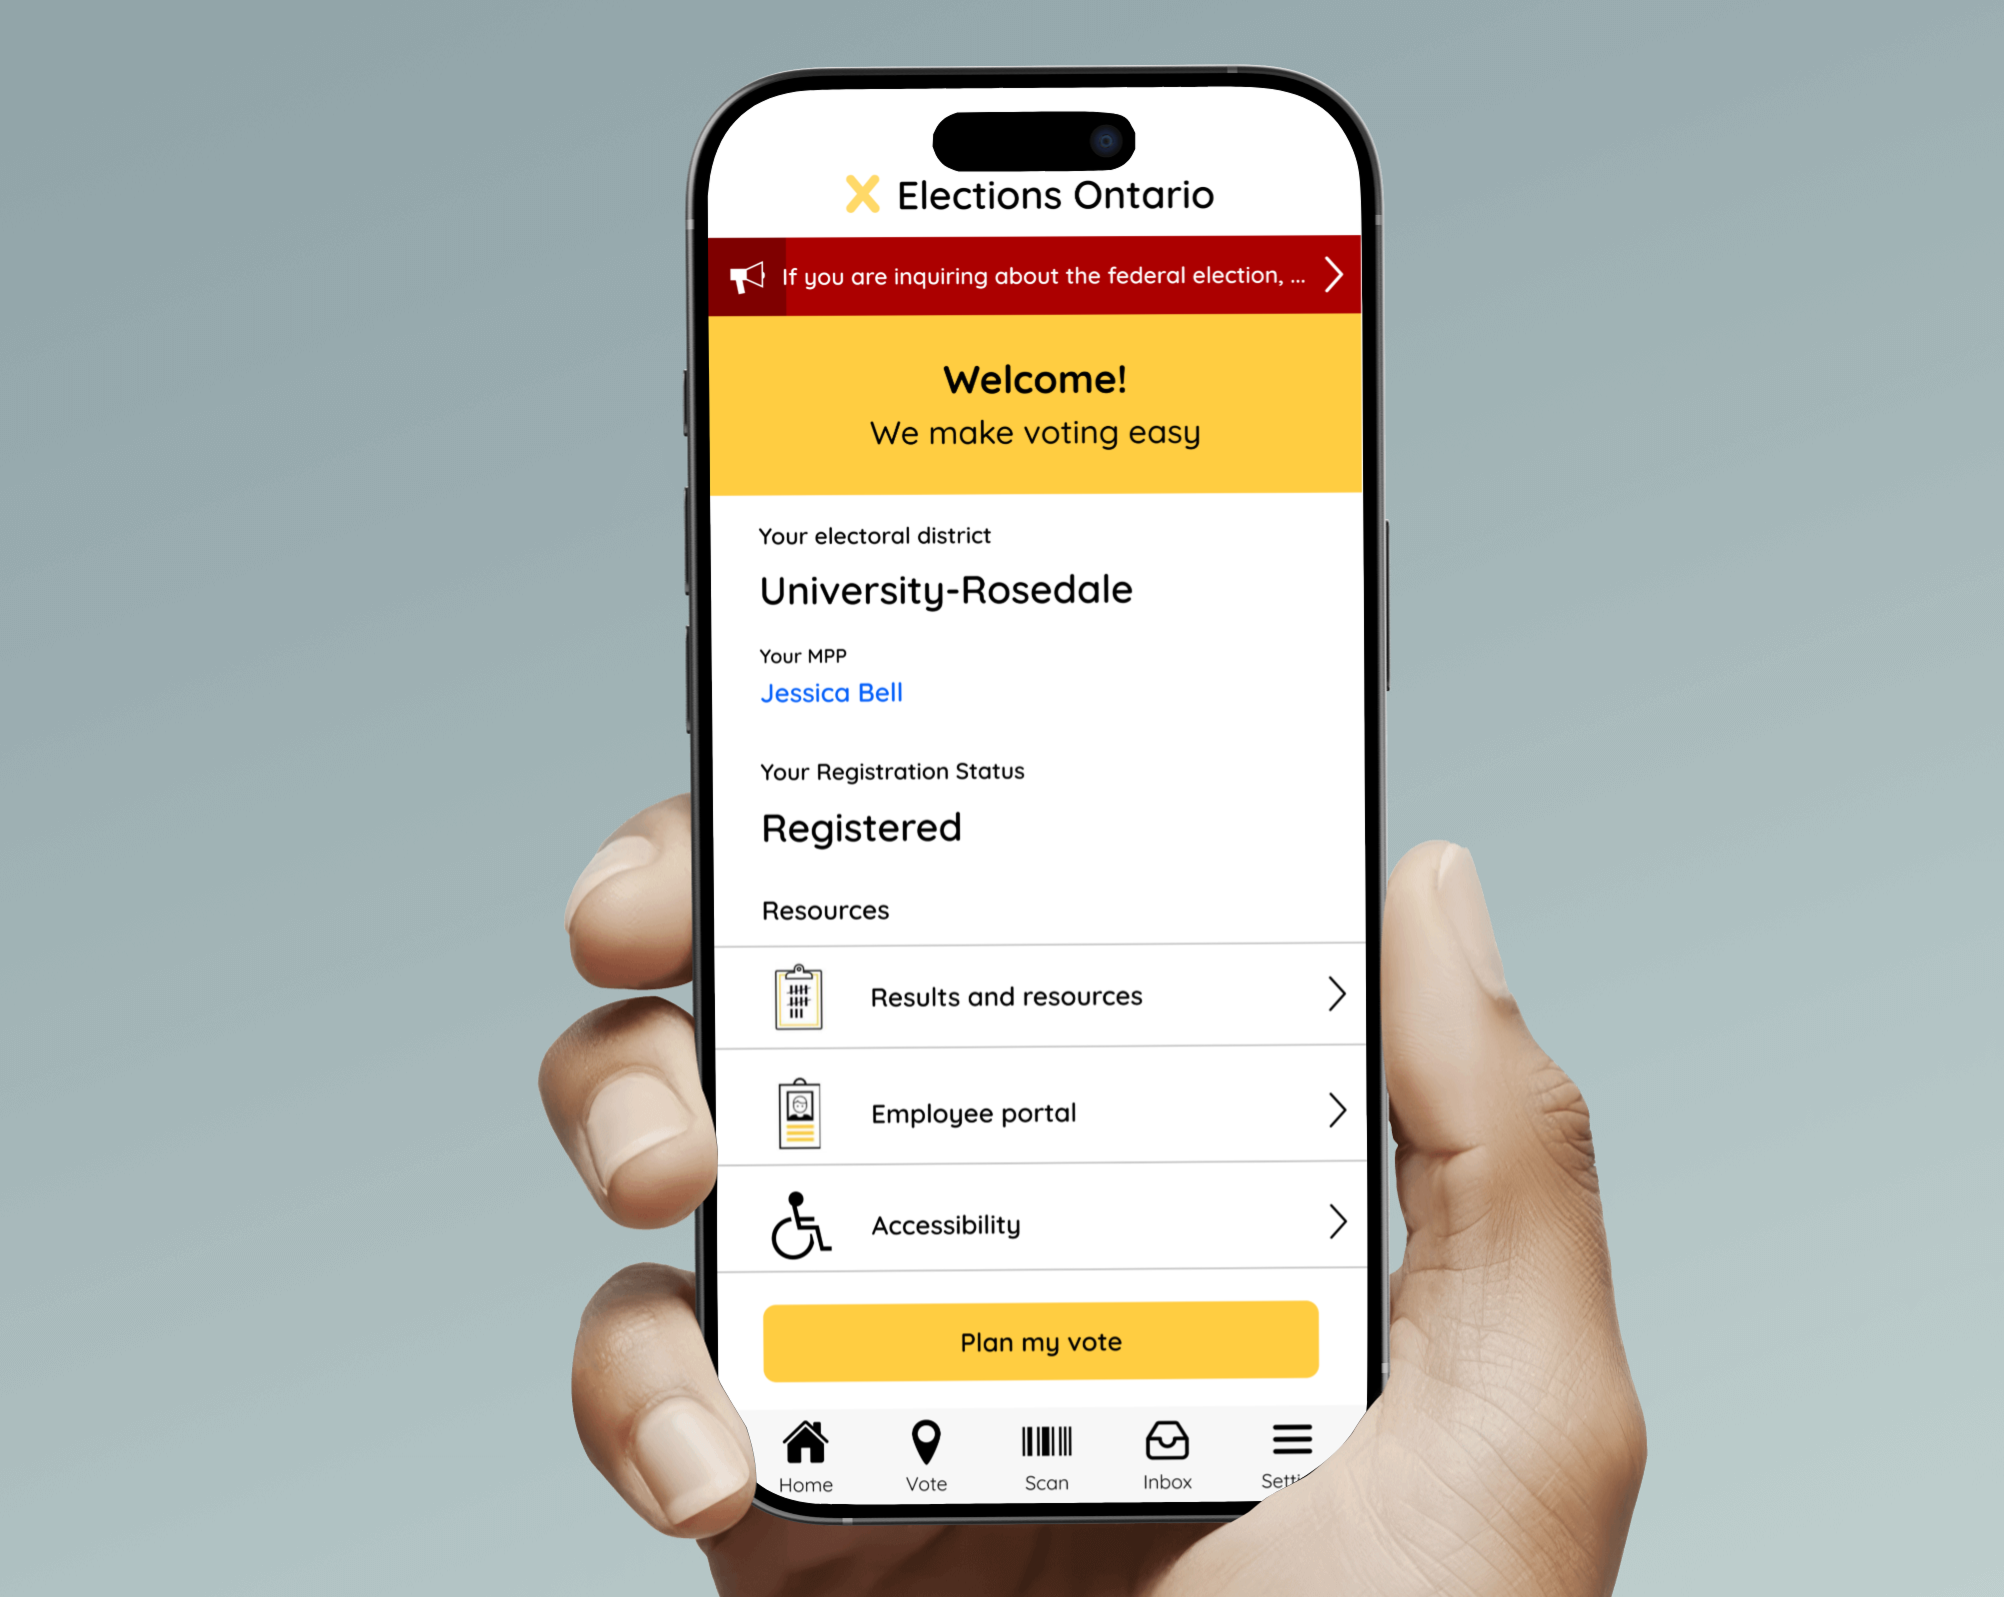 Elections Ontario
If you are inquiring about the federal election, ...
Welcome!
We make voting easy
Your electoral district
University-Rosedale
Your MPP
Jessica Bell
Your Registration Status
Registered
Resources
Results and resources
Employee portal
Accessibility
Plan my vote
Home
Vote
Scan
Inbox